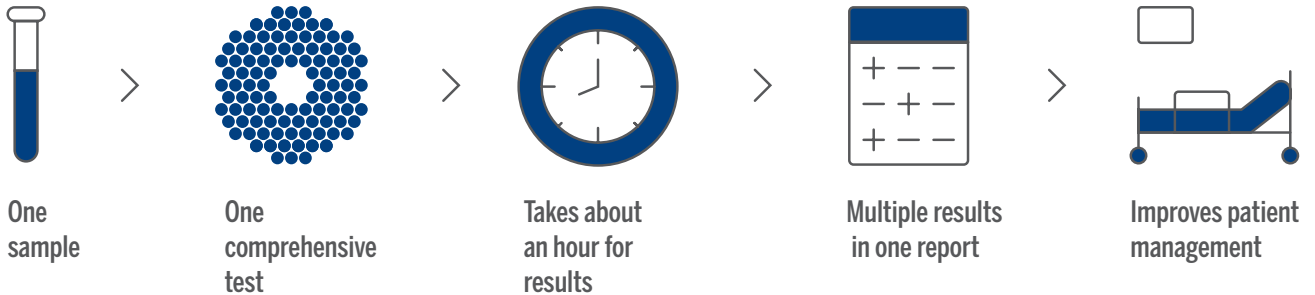 One
sample
One
comprehensive
test
Takes about
an hour for
results
Multiple results
in one report
Improves patient
management